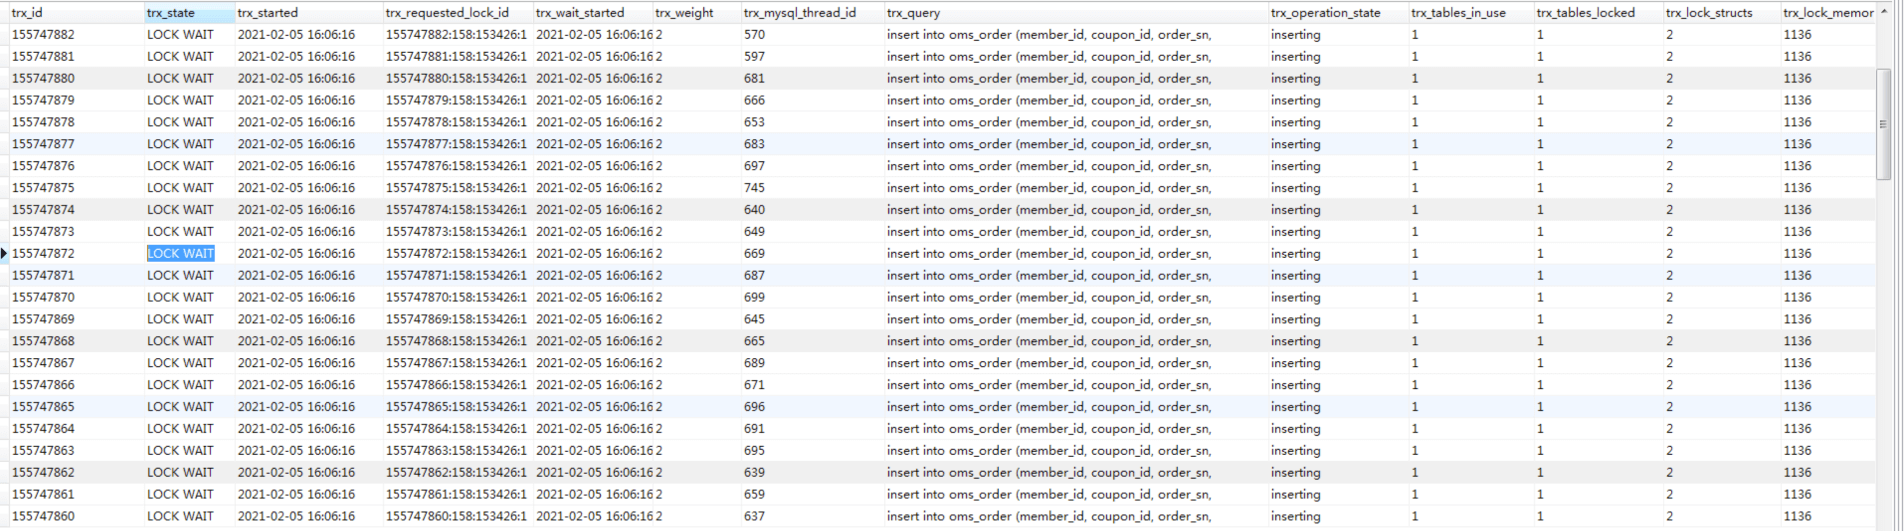 trx_id trx_state trx_started trx_requested_lock_id trx_wait_started trx_weight trx_mysql_thread_id trx_query trx_operation_state trx_tables_in_use trx_tables_locked trx_lock_structs trx_lock_memor
155747882 LOCK WAIT 2021-02-05 16:06:16 155747882:158:153426:1 2021-02-05 16:06:16 2 570 insert into oms_order (member_id, coupon_id, order_sn, inserting 1 1 2 1136
155747881 LOCK WAIT 2021-02-05 16:06:16 155747881:158:153426:1 2021-02-05 16:06:16 2 597 insert into oms_order (member_id, coupon_id, order_sn, inserting 1 1 2 1136
155747880 LOCK WAIT 2021-02-05 16:06:16 155747880:158:153426:1 2021-02-05 16:06:16 2 681 insert into oms_order (member_id, coupon_id, order_sn, inserting 1 1 2 1136
155747879 LOCK WAIT 2021-02-05 16:06:16 155747879:158:153426:1 2021-02-05 16:06:16 2 666 insert into oms_order (member_id, coupon_id, order_sn, inserting 1 1 2 1136
155747878 LOCK WAIT 2021-02-05 16:06:16 155747878:158:153426:1 2021-02-05 16:06:16 2 653 insert into oms_order (member_id, coupon_id, order_sn, inserting 1 1 2 1136
155747877 LOCK WAIT 2021-02-05 16:06:16 155747877:158:153426:1 2021-02-05 16:06:16 2 683 insert into oms_order (member_id, coupon_id, order_sn, inserting 1 1 2 1136
155747876 LOCK WAIT 2021-02-05 16:06:16 155747876:158:153426:1 2021-02-05 16:06:16 2 697 insert into oms_order (member_id, coupon_id, order_sn, inserting 1 1 2 1136
155747875 LOCK WAIT 2021-02-05 16:06:16 155747875:158:153426:1 2021-02-05 16:06:16 2 745 insert into oms_order (member_id, coupon_id, order_sn, inserting 1 1 2 1136
155747874 LOCK WAIT 2021-02-05 16:06:16 155747874:158:153426:1 2021-02-05 16:06:16 2 640 insert into oms_order (member_id, coupon_id, order_sn, inserting 1 1 2 1136
155747873 LOCK WAIT 2021-02-05 16:06:16 155747873:158:153426:1 2021-02-05 16:06:16 2 649 insert into oms_order (member_id, coupon_id, order_sn, inserting 1 1 2 1136
155747872 LOCK WAIT 2021-02-05 16:06:16 155747872:158:153426:1 2021-02-05 16:06:16 2 669 insert into oms_order (member_id, coupon_id, order_sn, inserting 1 1 2 1136
155747871 LOCK WAIT 2021-02-05 16:06:16 155747871:158:153426:1 2021-02-05 16:06:16 2 687 insert into oms_order (member_id, coupon_id, order_sn, inserting 1 1 2 1136
155747870 LOCK WAIT 2021-02-05 16:06:16 155747870:158:153426:1 2021-02-05 16:06:16 2 699 insert into oms_order (member_id, coupon_id, order_sn, inserting 1 1 2 1136
155747869 LOCK WAIT 2021-02-05 16:06:16 155747869:158:153426:1 2021-02-05 16:06:16 2 645 insert into oms_order (member_id, coupon_id, order_sn, inserting 1 1 2 1136
155747868 LOCK WAIT 2021-02-05 16:06:16 155747868:158:153426:1 2021-02-05 16:06:16 2 665 insert into oms_order (member_id, coupon_id, order_sn, inserting 1 1 2 1136
155747867 LOCK WAIT 2021-02-05 16:06:16 155747867:158:153426:1 2021-02-05 16:06:16 2 689 insert into oms_order (member_id, coupon_id, order_sn, inserting 1 1 2 1136
155747866 LOCK WAIT 2021-02-05 16:06:16 155747866:158:153426:1 2021-02-05 16:06:16 2 671 insert into oms_order (member_id, coupon_id, order_sn, inserting 1 1 2 1136
155747865 LOCK WAIT 2021-02-05 16:06:16 155747865:158:153426:1 2021-02-05 16:06:16 2 696 insert into oms_order (member_id, coupon_id, order_sn, inserting 1 1 2 1136
155747864 LOCK WAIT 2021-02-05 16:06:16 155747864:158:153426:1 2021-02-05 16:06:16 2 691 insert into oms_order (member_id, coupon_id, order_sn, inserting 1 1 2 1136
155747863 LOCK WAIT 2021-02-05 16:06:16 155747863:158:153426:1 2021-02-05 16:06:16 2 695 insert into oms_order (member_id, coupon_id, order_sn, inserting 1 1 2 1136
155747862 LOCK WAIT 2021-02-05 16:06:16 155747862:158:153426:1 2021-02-05 16:06:16 2 639 insert into oms_order (member_id, coupon_id, order_sn, inserting 1 1 2 1136
155747861 LOCK WAIT 2021-02-05 16:06:16 155747861:158:153426:1 2021-02-05 16:06:16 2 659 insert into oms_order (member_id, coupon_id, order_sn, inserting 1 1 2 1136
155747860 LOCK WAIT 2021-02-05 16:06:16 155747860:158:153426:1 2021-02-05 16:06:16 2 637 insert into oms_order (member_id, coupon_id, order_sn, inserting 1 1 2 1136